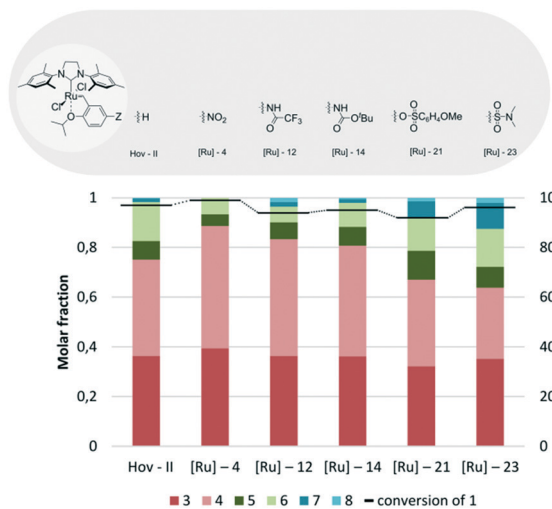 N N
Cl
Ru
Cl
O Z
H
NO2
NH
O CF3
NH
O OtBu
O
O-S-C6H4OMe
O
O
S-N
O
Hov - II [Ru] - 4 [Ru] - 12 [Ru] - 14 [Ru] - 21 [Ru] - 23
Molar fraction
1
0,8
0,6
0,4
0,2
0
10
80
60
40
20
0
Hov - II [Ru] – 4 [Ru] – 12 [Ru] – 14 [Ru] – 21 [Ru] – 23
3 4 5 6 7 8 conversion of 1